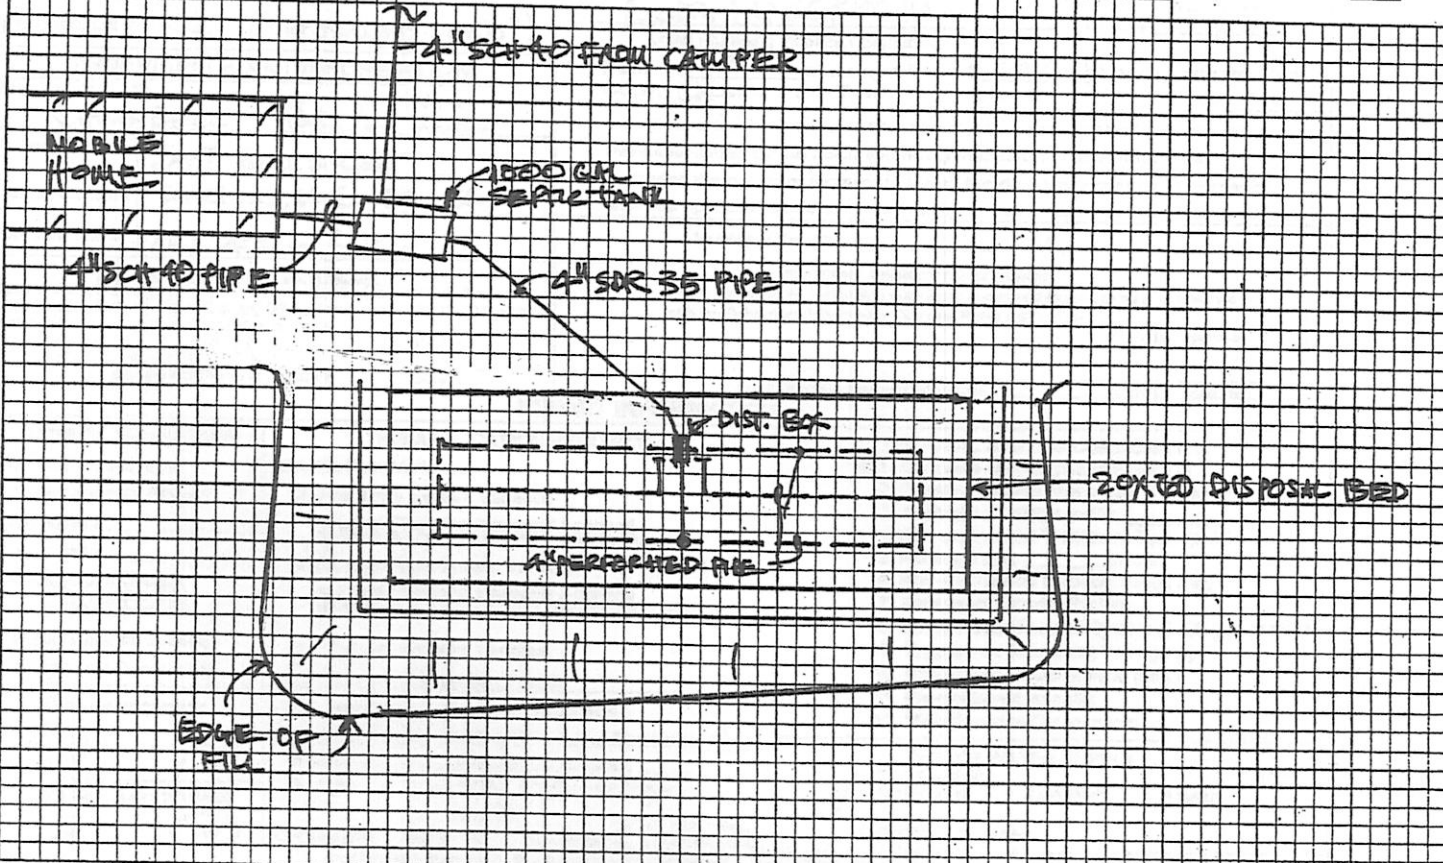 4" SCH 40 FROM CAMPER
MOBILE
HOME
1000 GAL
SEPTIC TANK
4" SCH 40 PIPE
4" SDR 35 PIPE
DIST. BOX
DISPOSAL BED
4" PERFORATED PIPE
EDGE OF
FILL